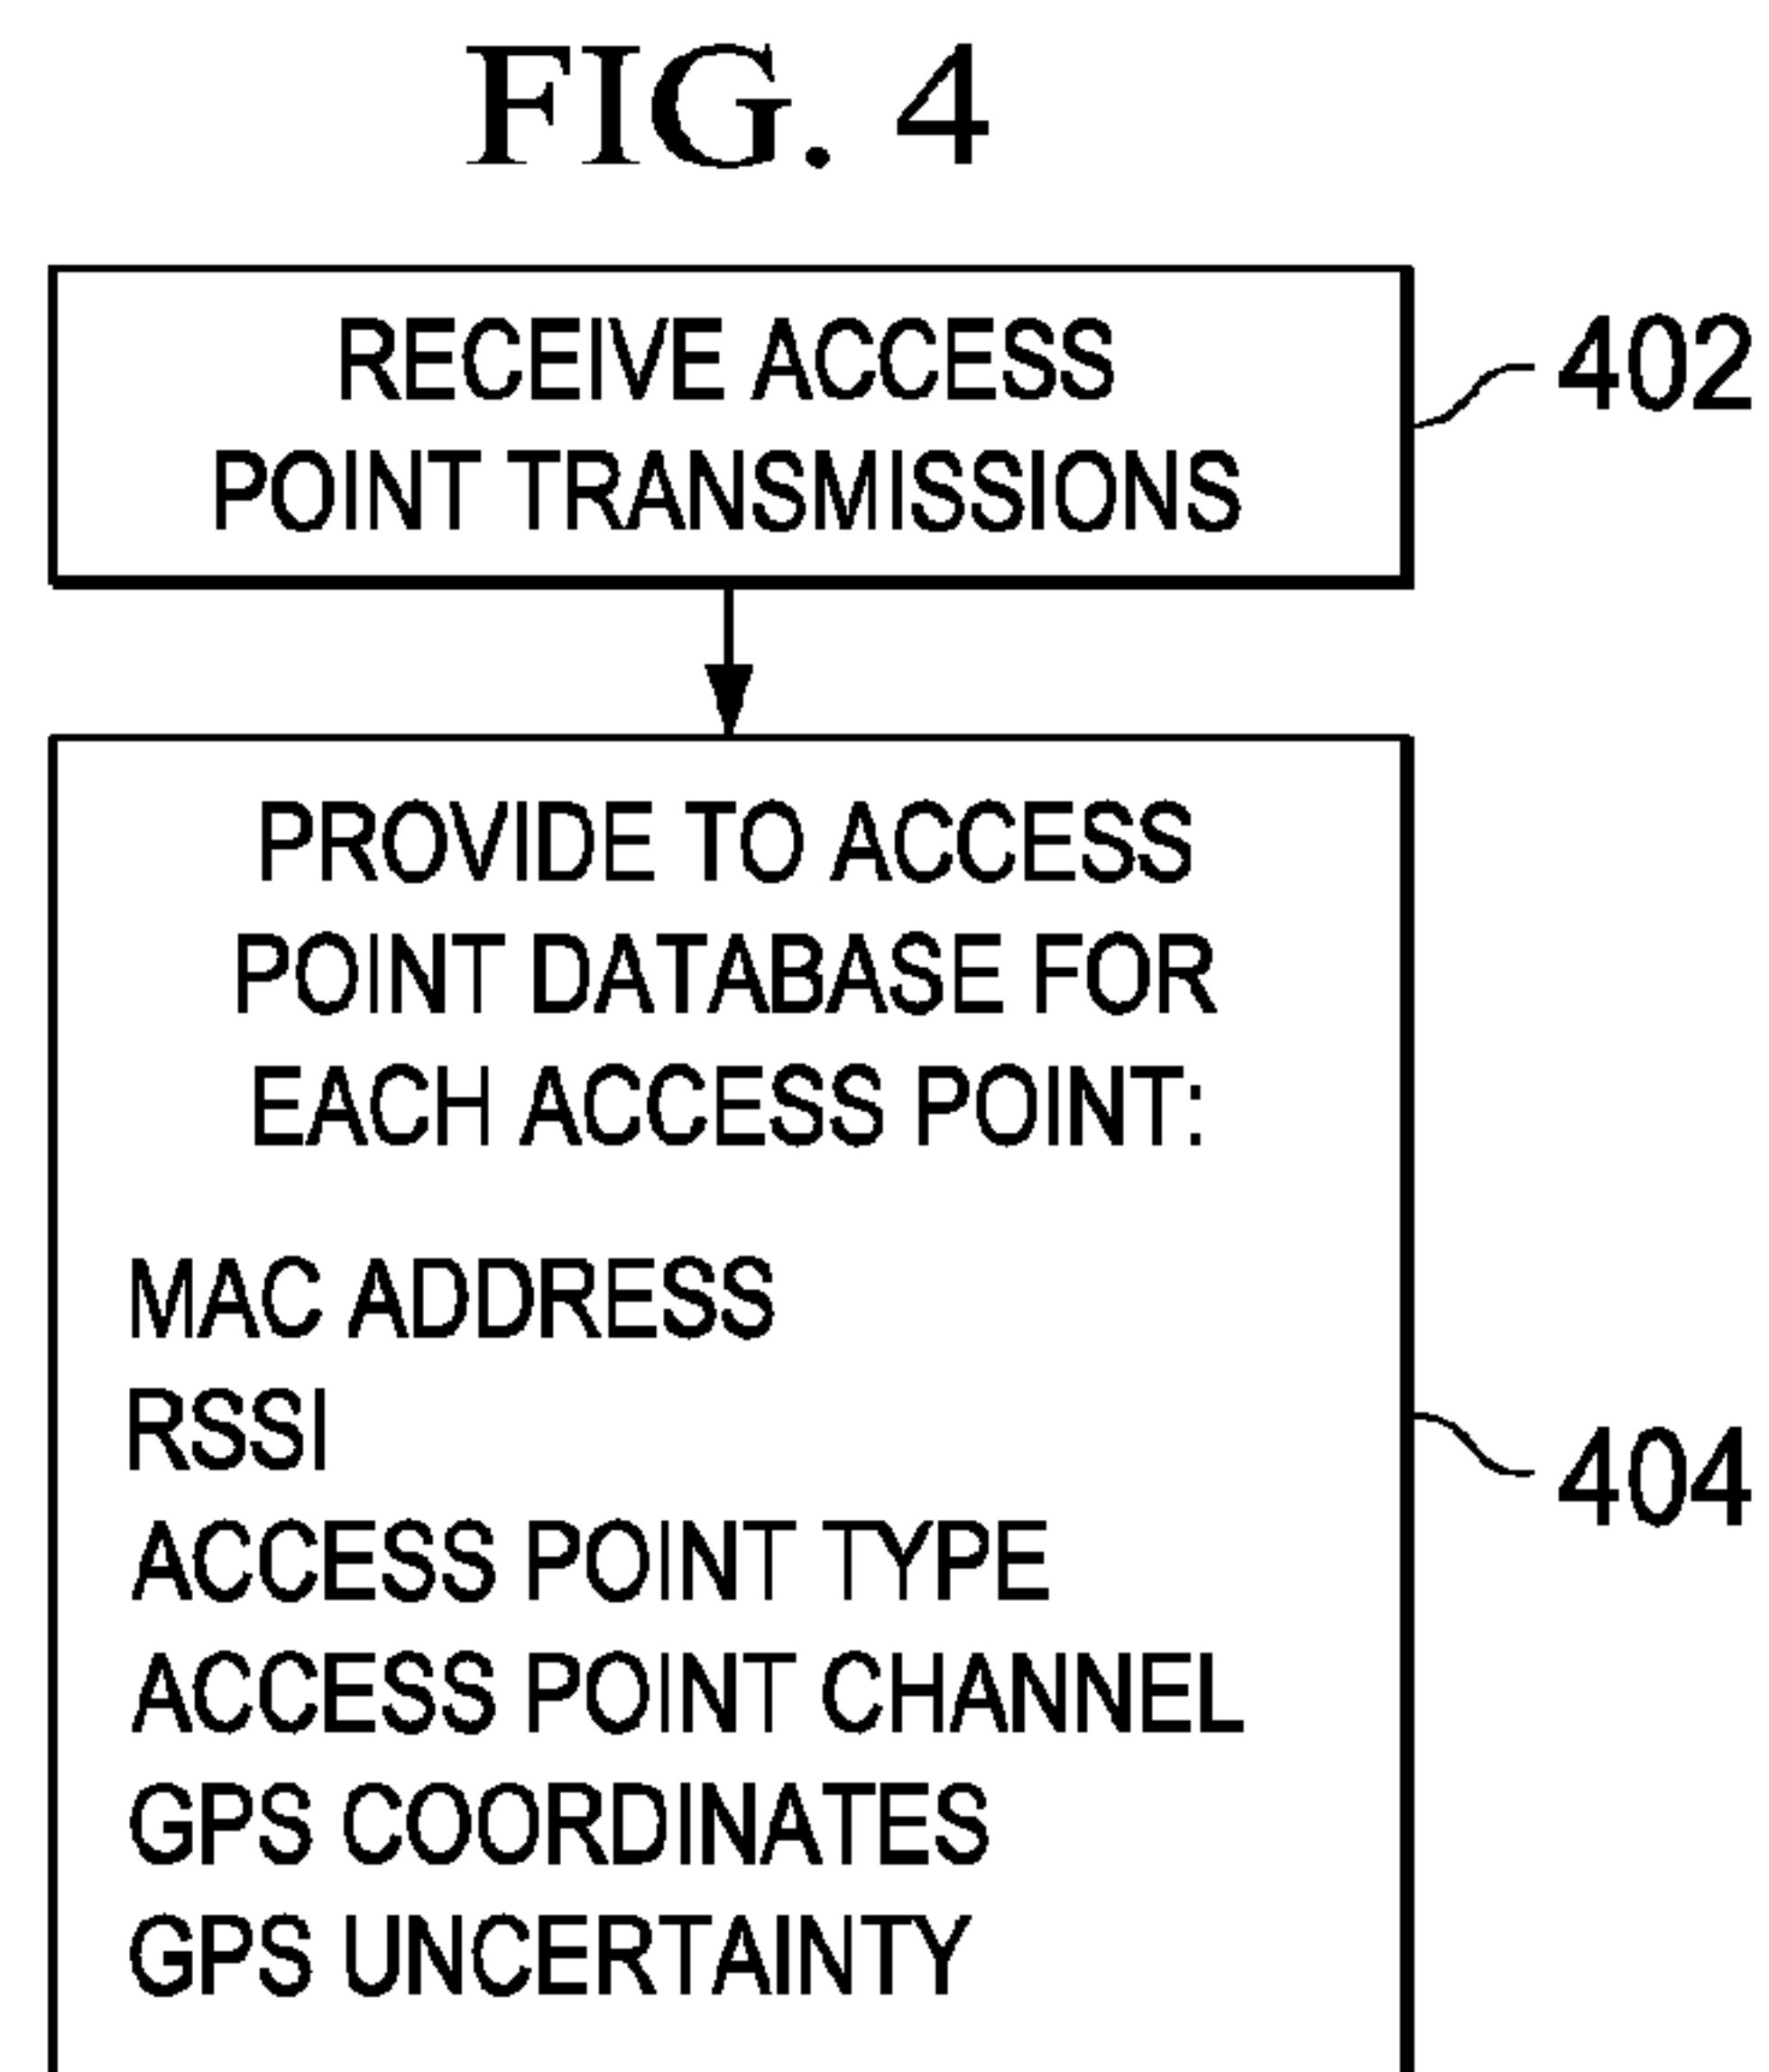 FIG. 4
RECEIVE ACCESS
POINT TRANSMISSIONS
402
PROVIDE TO ACCESS
POINT DATABASE FOR
EACH ACCESS POINT:
MAC ADDRESS
RSSI
404
ACCESS POINT TYPE
ACCESS POINT CHANNEL
GPS COORDINATES
GPS UNCERTAINTY